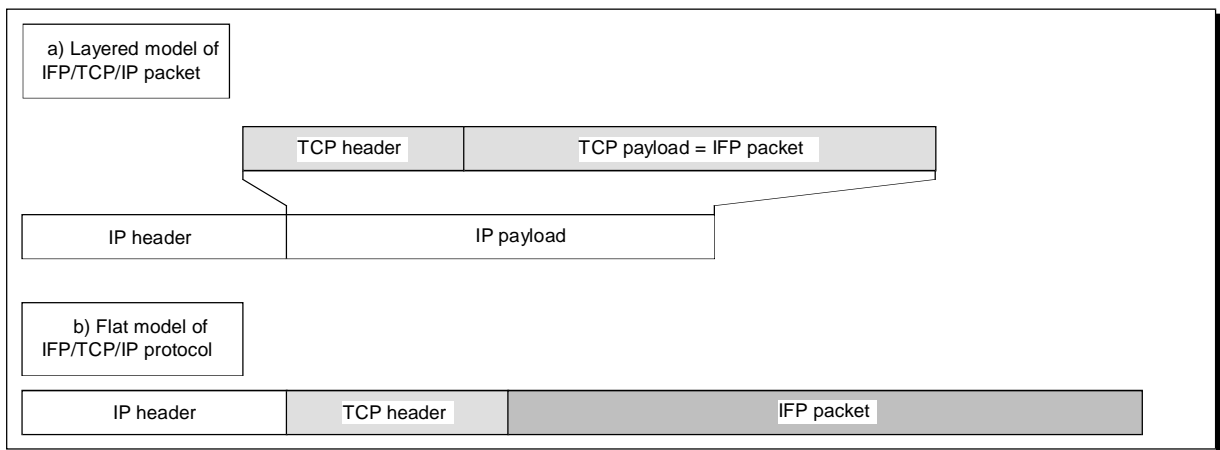 a) Layered model of
IFP/TCP/IP packet
TCP header
TCP payload = IFP packet
IP header
IP payload
b) Flat model of
IFP/TCP/IP protocol
IP header
TCP header
IFP packet